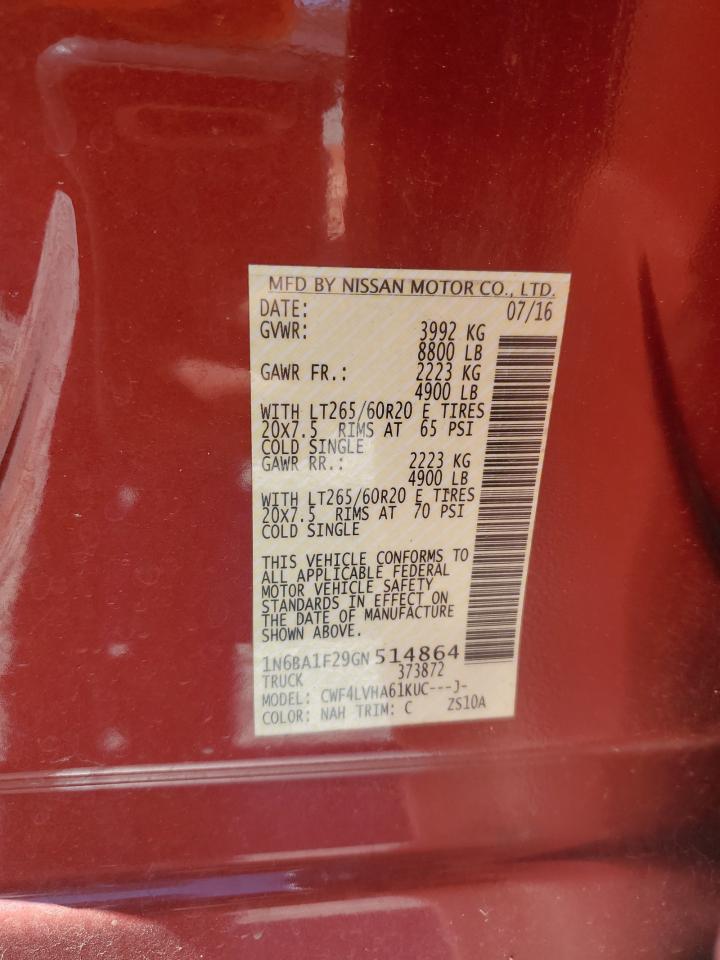 MFD BY NISSAN MOTOR CO., LTD.
DATE: 07/16
GVWR: 3992 KG
8800 LB
GAWR FR.: 2223 KG
4900 LB
WITH LT265/60R20 E TIRES
20X7.5 RIMS AT 65 PSI
COLD SINGLE
GAWR RR.: 2223 KG
4900 LB
WITH LT265/60R20 E TIRES
20X7.5 RIMS AT 70 PSI
COLD SINGLE
THIS VEHICLE CONFORMS TO
ALL APPLICABLE FEDERAL
MOTOR VEHICLE SAFETY
STANDARDS IN EFFECT ON
THE DATE OF MANUFACTURE
SHOWN ABOVE.
1N6BA1F29GN514864
TRUCK 373872
MODEL: CWF4LVHA61KUC---J-
COLOR: NAH TRIM: C ZS10A